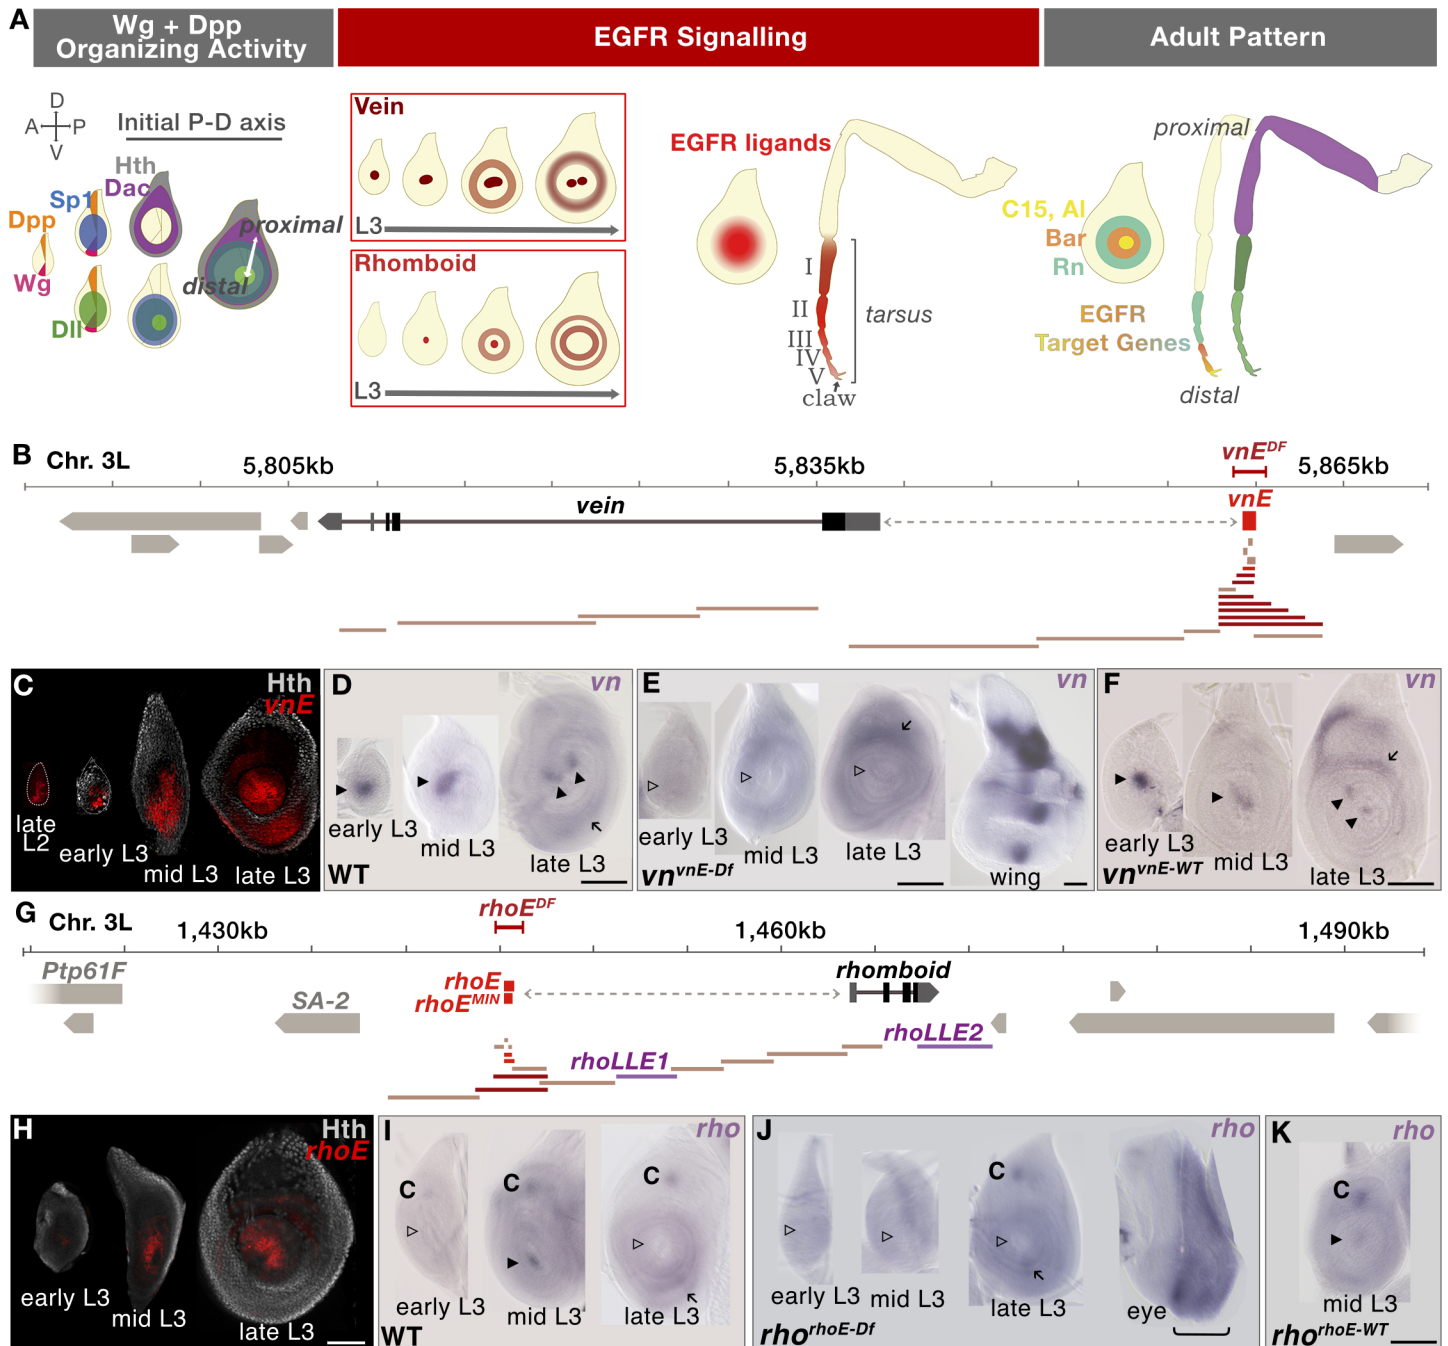 A
Wg + Dpp
Organizing Activity
EGFR Signalling
Adult Pattern
D
A
P
V
Initial P-D axis
Hth
Dac
Sp1
Dpp
Wg
Dll
proximal
distal
Vein
L3
Rhomboid
L3
EGFR ligands
I
II
III
IV
V
claw
tarsus
proximal
C15, Al
Bar
Rn
EGFR
Target Genes
distal
B
Chr. 3L
5,805kb
5,835kb
5,865kb
vnE^DF
vnE
vein
C
Hth
vnE
late
L2
early L3
mid L3
late L3
D
vn
early L3
mid L3
late L3
WT
E
vn
early L3
mid L3
late L3
wing
vn^vnE-Df
F
vn
early L3
mid L3
late L3
vn^vnE-WT
G
Chr. 3L
1,430kb
1,460kb
1,490kb
rhoE^DF
Ptp61F
SA-2
rhoE
rhoE^MIN
rhomboid
rhoLLE1
rhoLLE2
H
Hth
rhoE
early L3
mid L3
late L3
I
rho
C
C
C
early L3
mid L3
late L3
WT
J
rho
C
early L3
mid L3
late L3
eye
rho^rhoE-Df
K
rho
C
mid L3
rho^rhoE-WT